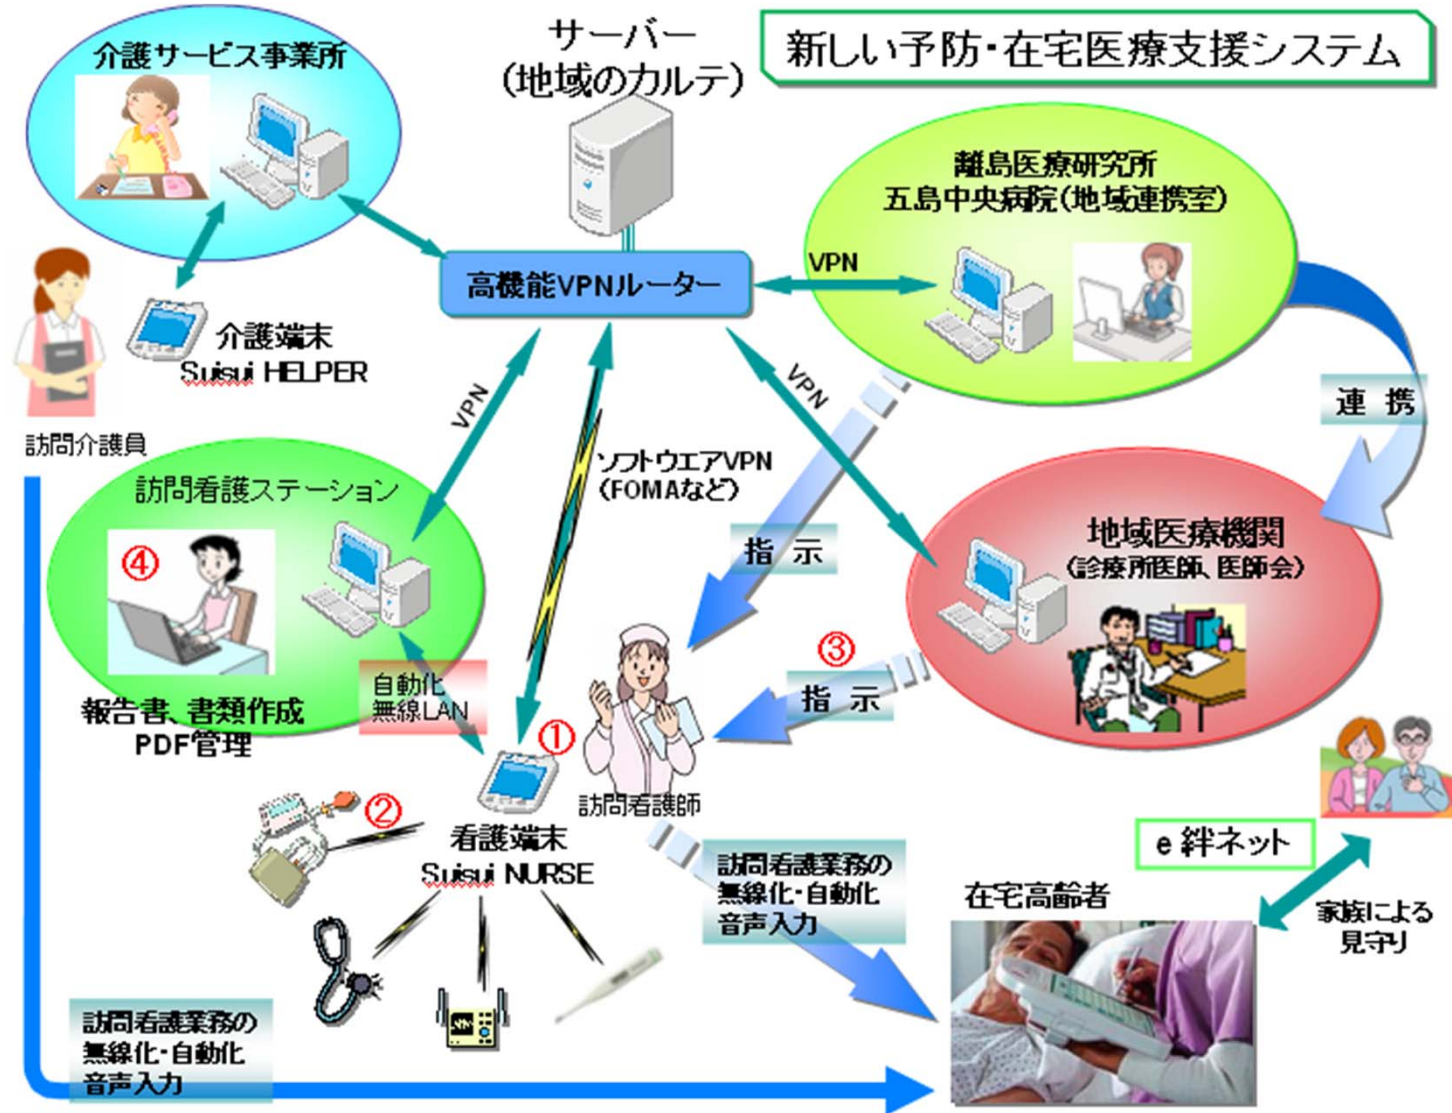 介護サービス事業所
サーバー
(地域のカルテ)
新しい予防・在宅医療支援システム
離島医療研究所
五島中央病院(地域連携室)
高機能VPNルーター
VPN
介護端末
Suisui HELPER
訪問介護員
VPN
VPN
連 携
訪問看護ステーション
ソフトウエアVPN
(FOMAなど)
④
指 示
地域医療機関
(診療所医師、医師会)
自動化
無線LAN
③
指 示
報告書、書類作成
PDF管理
①
訪問看護師
②
看護端末
Suisui NURSE
訪問看護業務の
無線化・自動化
音声入力
e絆ネット
在宅高齢者
家族による
見守り
訪問看護業務の
無線化・自動化
音声入力